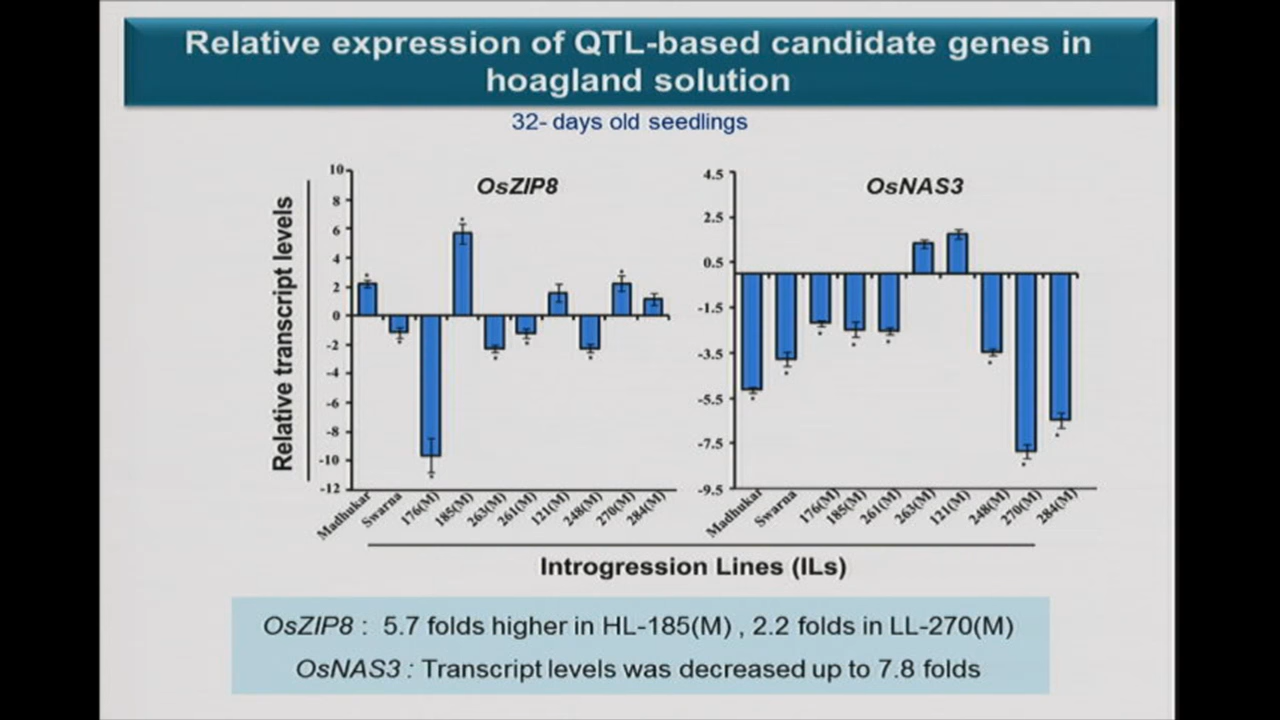 Relative expression of QTL-based candidate genes in
hoagland solution
32- days old seedlings
Relative transcript levels
OsZIP8
10
8
6
4
2
0
-2
-4
-6
-8
-10
-12
Madhukar
Swarna
176(M)
185(M)
263(M)
261(M)
121(M)
248(M)
270(M)
284(M)
OsNAS3
4.5
2.5
0.5
-1.5
-3.5
-5.5
-7.5
-9.5
Madhukar
Swarna
176(M)
185(M)
261(M)
263(M)
121(M)
248(M)
270(M)
284(M)
Introgression Lines (ILs)
OsZIP8 : 5.7 folds higher in HL-185(M) , 2.2 folds in LL-270(M)
OsNAS3 : Transcript levels was decreased up to 7.8 folds